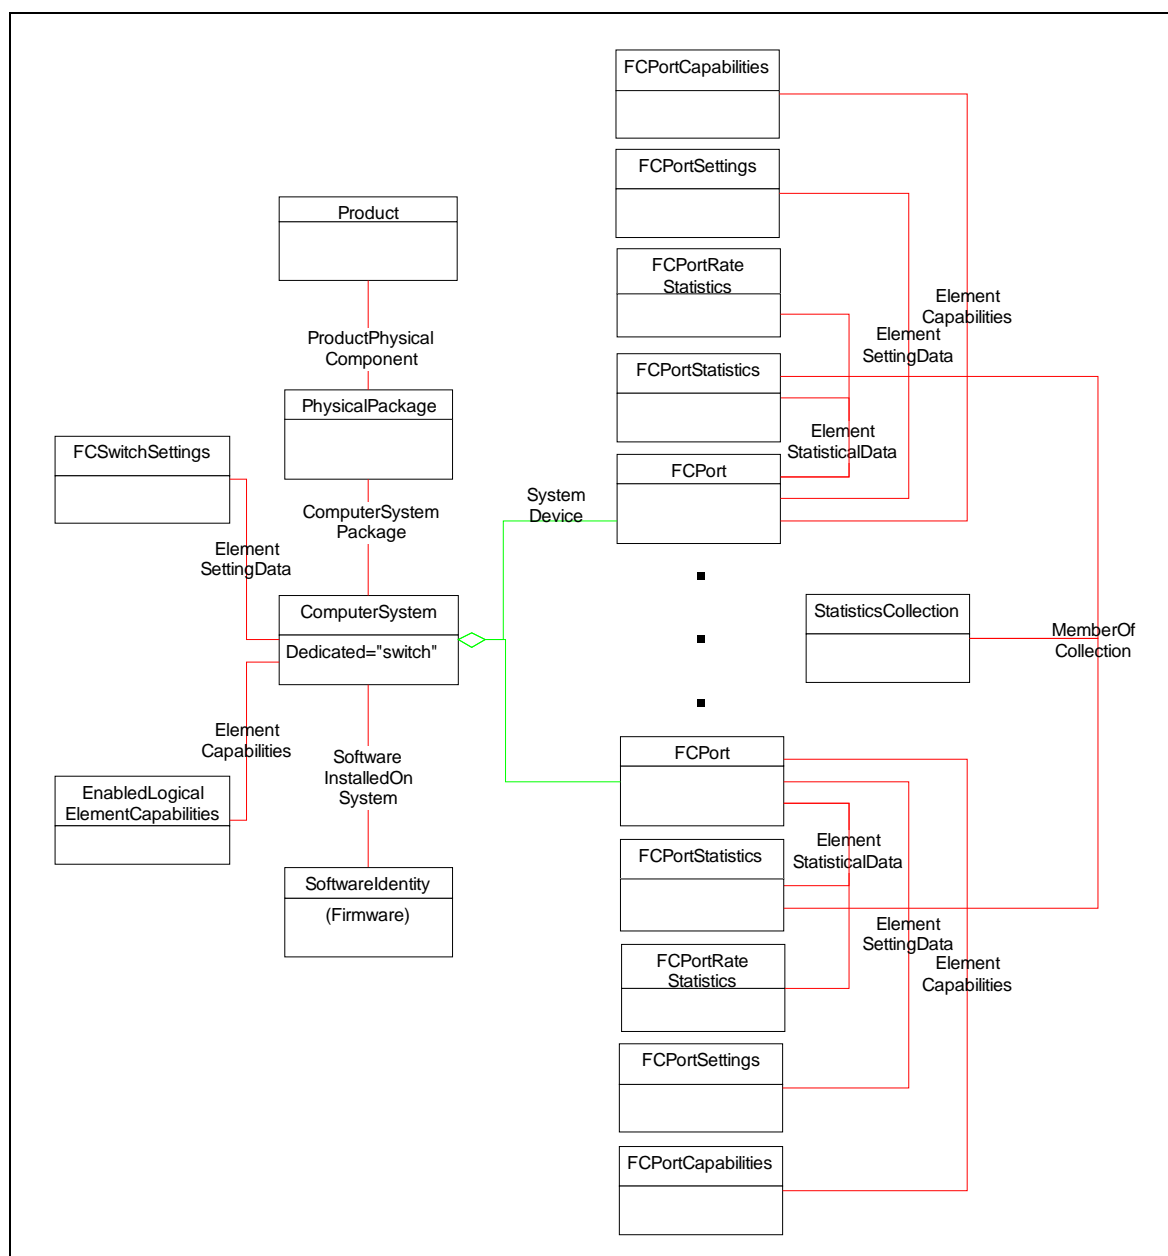 FCPortCapabilities
FCPortSettings
Product
FCPortRate
Statistics
Element
Capabilities
ProductPhysical
Component
Element
SettingData
FCPortStatistics
PhysicalPackage
Element
StatisticalData
FCSwitchSettings
FCPort
System
Device
ComputerSystem
Package
Element
SettingData
ComputerSystem
Dedicated="switch"
StatisticsCollection
MemberOf
Collection
Element
Capabilities
Software
InstalledOn
System
FCPort
EnabledLogical
ElementCapabilities
Element
StatisticalData
FCPortStatistics
SoftwareIdentity
(Firmware)
Element
SettingData
FCPortRate
Statistics
Element
Capabilities
FCPortSettings
FCPortCapabilities